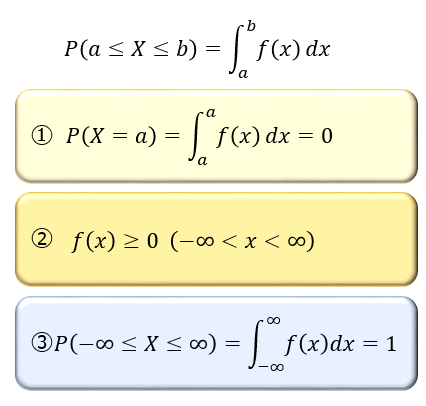 P(a ≤ X ≤ b) = ∫_a^b f(x) dx
① P(X = a) = ∫_a^a f(x) dx = 0
② f(x) ≥ 0 (−∞ < x < ∞)
③P(−∞ ≤ X ≤ ∞) = ∫_{−∞}^{∞} f(x)dx = 1